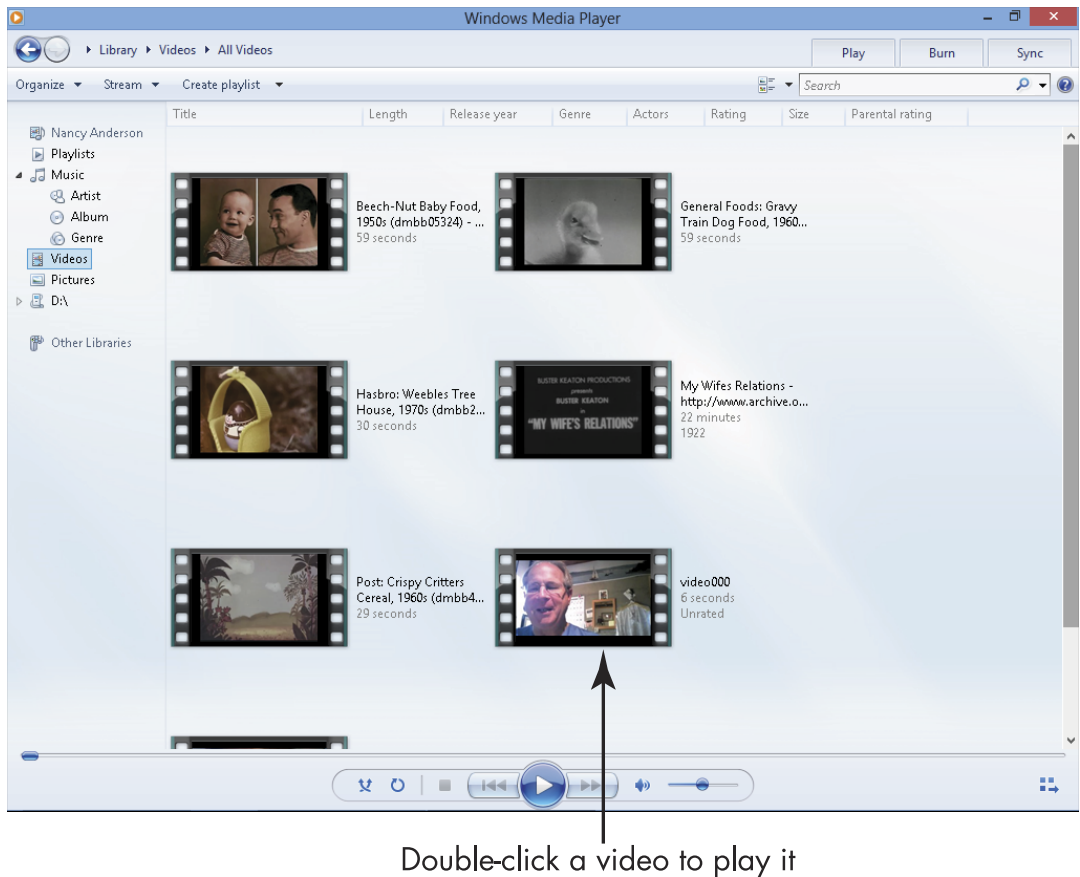 Windows Media Player
Library Videos All Videos
Play Burn Sync
Organize Stream Create playlist Search
Title Length Release year Genre Actors Rating Size Parental rating
Nancy Anderson
Playlists
Music
Artist
Album
Genre
Videos
Pictures
D:\
Other Libraries
Beech-Nut Baby Food,
1950s (dmbb05324) - ...
59 seconds
General Foods: Gravy
Train Dog Food, 1960...
59 seconds
Hasbro: Weebles Tree
House, 1970s (dmbb2...
30 seconds
BUSTER KEATON PRODUCTIONS
presents
BUSTER KEATON
in
"MY WIFE'S RELATIONS"
My Wifes Relations -
http://www.archive.o...
22 minutes
1922
Post: Crispy Critters
Cereal, 1960s (dmbb4...
29 seconds
video000
6 seconds
Unrated
Double-click a video to play it